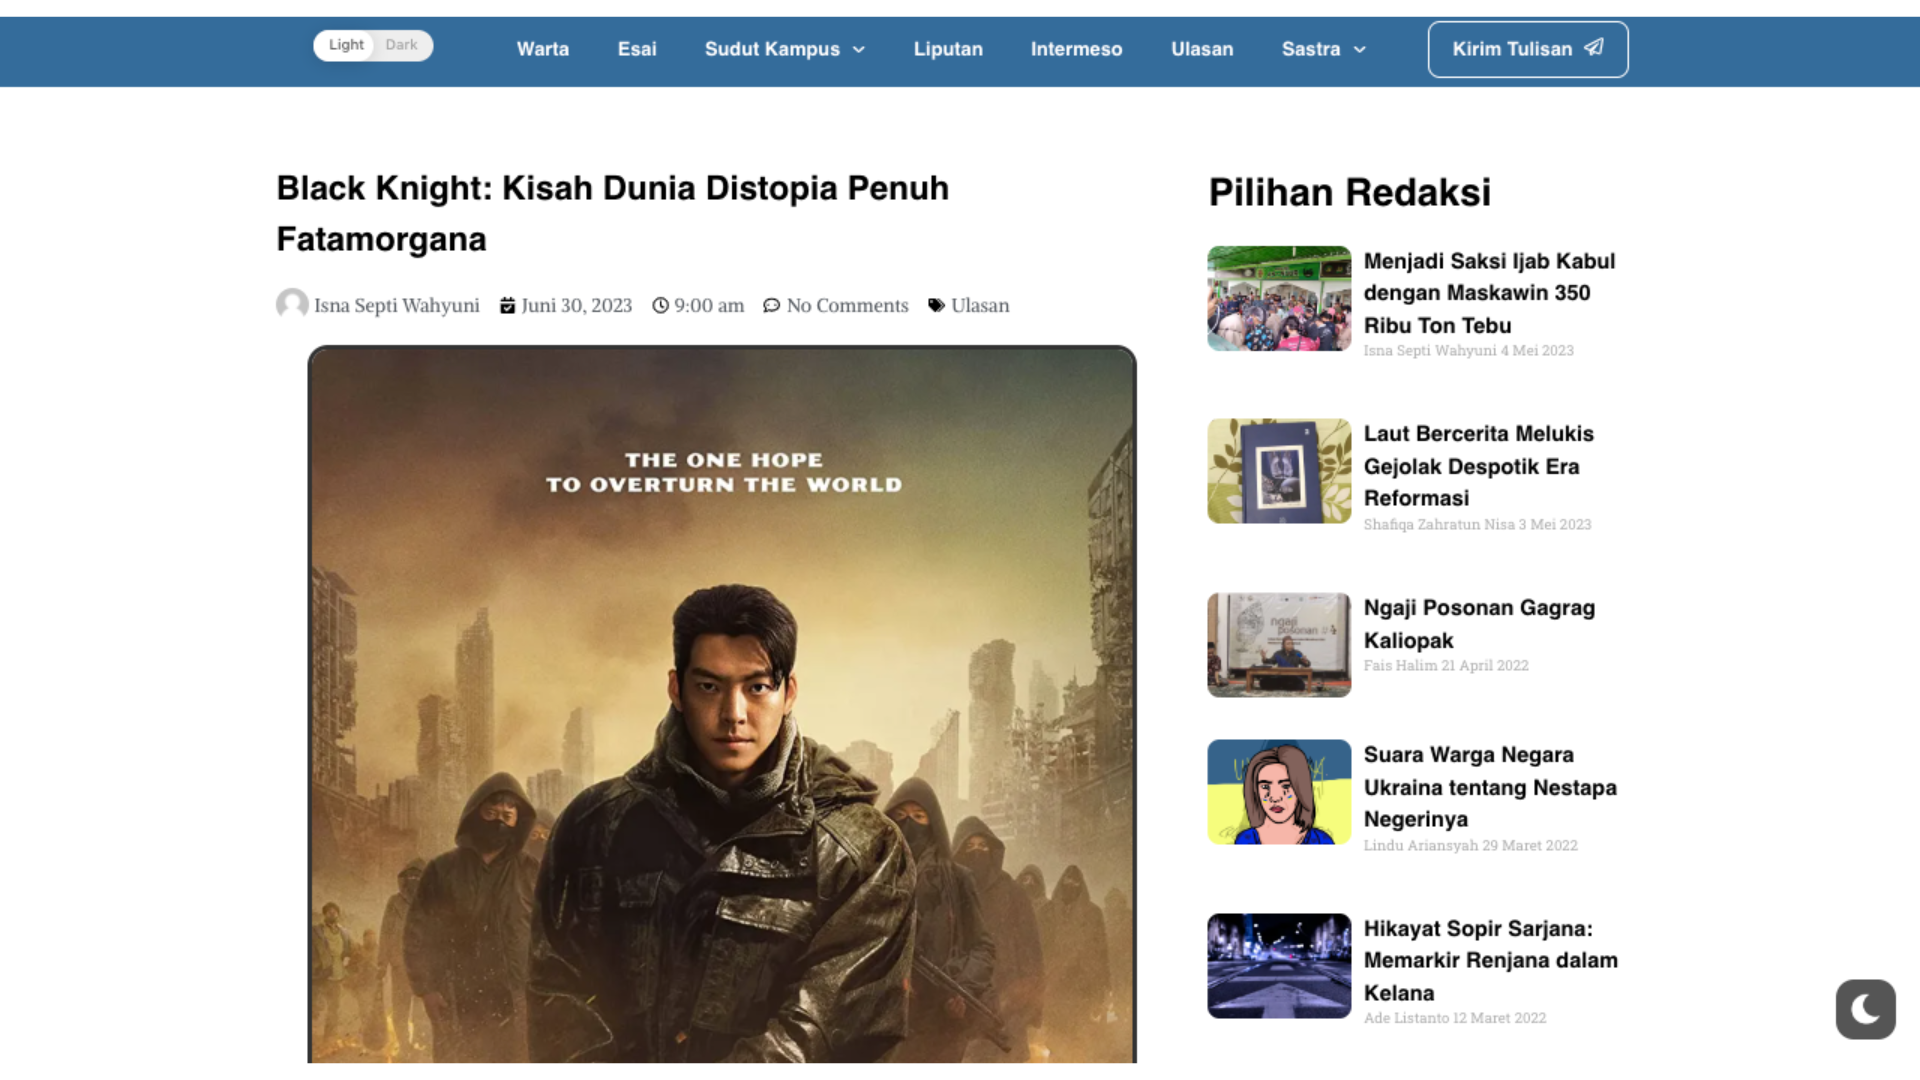 Light Dark Warta Esai Sudut Kampus Liputan Intermeso Ulasan Sastra Kirim Tulisan
Black Knight: Kisah Dunia Distopia Penuh
Fatamorgana
Isna Septi Wahyuni Juni 30, 2023 9:00 am No Comments Ulasan
THE ONE HOPE
TO OVERTURN THE WORLD
Pilihan Redaksi
Menjadi Saksi Ijab Kabul
dengan Maskawin 350
Ribu Ton Tebu
Isna Septi Wahyuni 4 Mei 2023
Laut Bercerita Melukis
Gejolak Despotik Era
Reformasi
Shafiqa Zahratun Nisa 3 Mei 2023
ngaji
posonan
Ngaji Posonan Gagrag
Kaliopak
Fais Halim 21 April 2022
Suara Warga Negara
Ukraina tentang Nestapa
Negerinya
Lindu Ariansyah 29 Maret 2022
Hikayat Sopir Sarjana:
Memarkir Renjana dalam
Kelana
Ade Listanto 12 Maret 2022